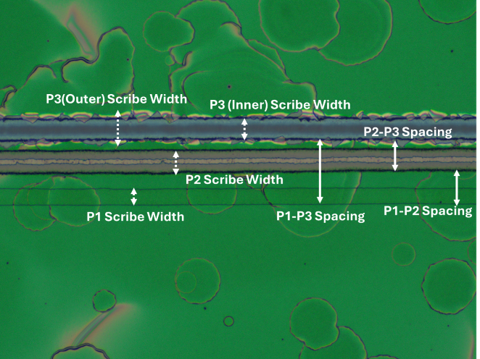 P3(Outer) Scribe Width
P3 (Inner) Scribe Width
P2-P3 Spacing
P2 Scribe Width
P1 Scribe Width
P1-P3 Spacing
P1-P2 Spacing